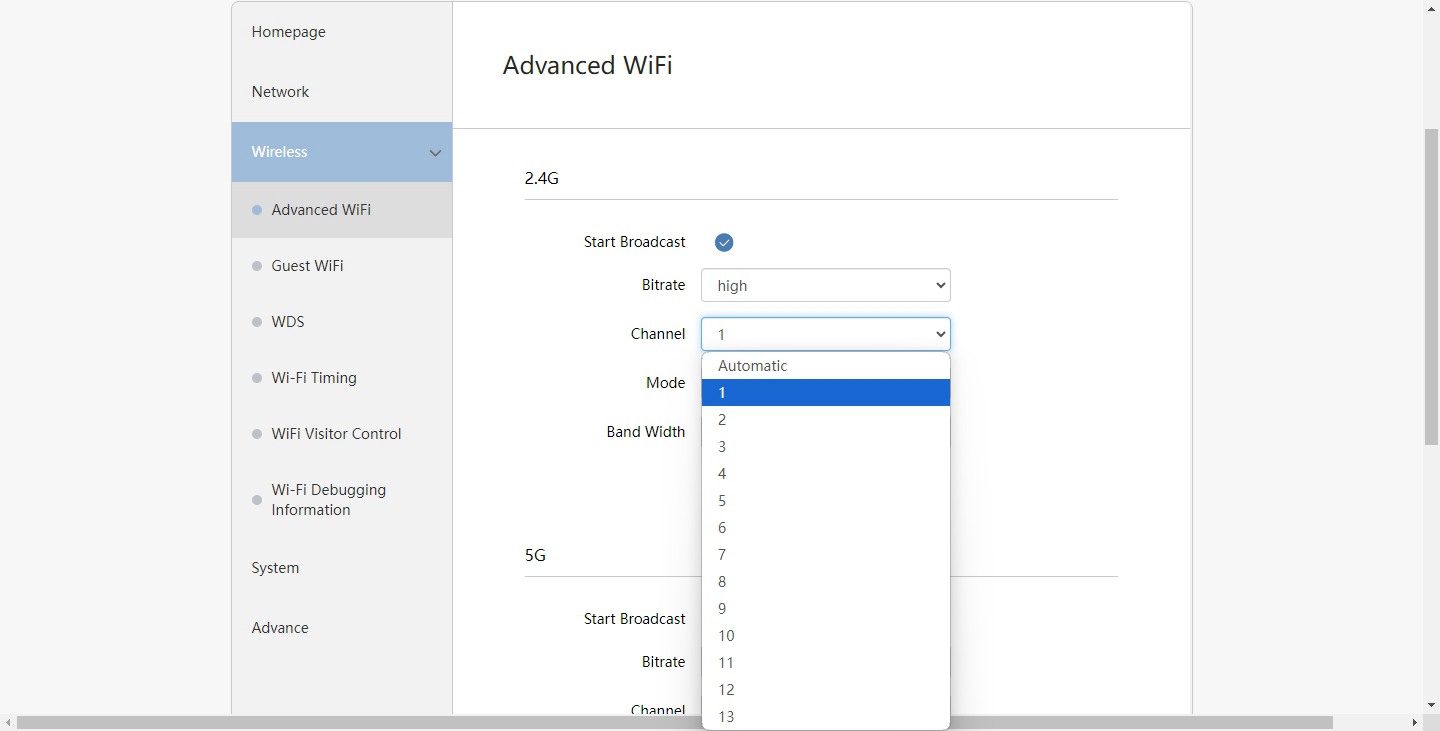 Homepage
Network
Wireless
Advanced WiFi
Guest WiFi
WDS
Wi-Fi Timing
WiFi Visitor Control
Wi-Fi Debugging
Information
System
Advance
Advanced WiFi
2.4G
Start Broadcast
Bitrate high
Channel 1
Automatic
1
2
3
4
5
6
7
8
9
10
11
12
13
Mode
Band Width
5G
Start Broadcast
Bitrate
Channel